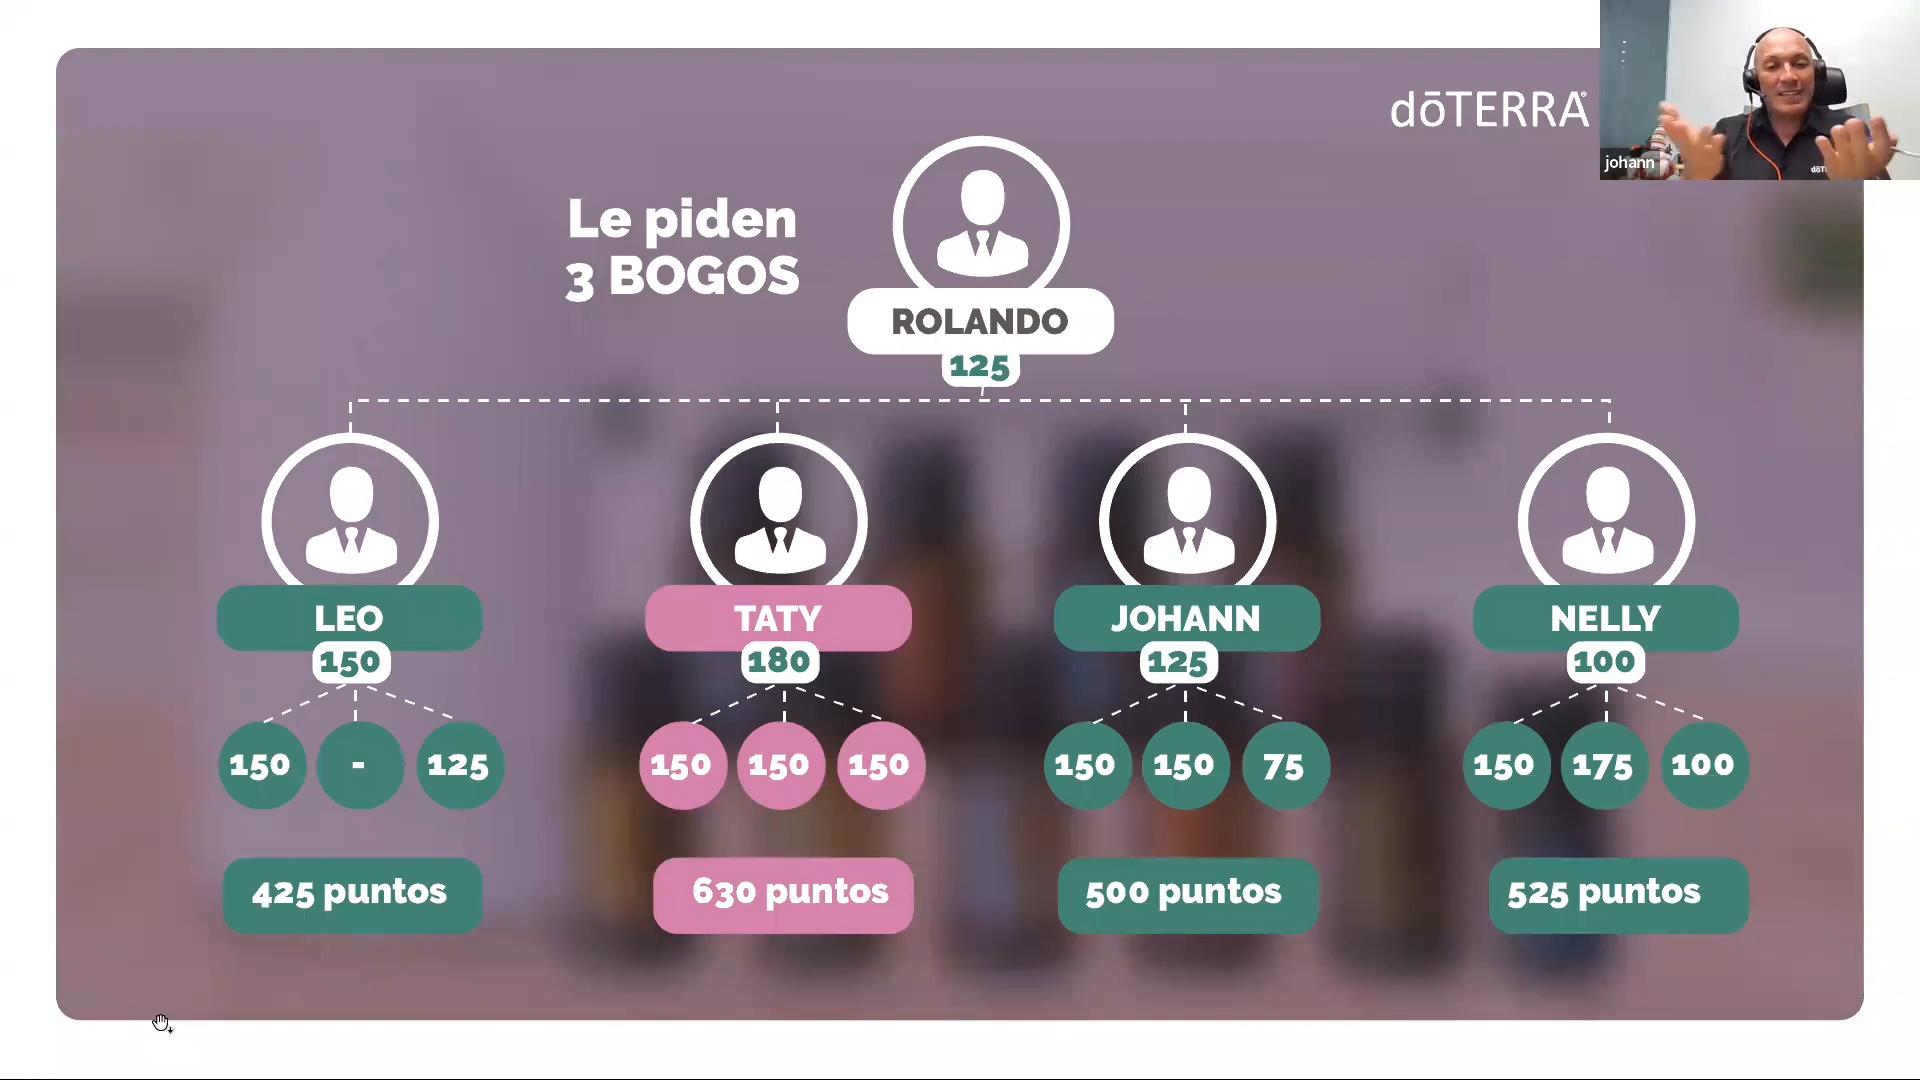 dōTERRA®
johann
Le piden
3 BOGOS
ROLANDO
125
LEO
150
TATY
180
JOHANN
125
NELLY
100
150 - 125
150 150 150
150 150 75
150 175 100
425 puntos
630 puntos
500 puntos
525 puntos